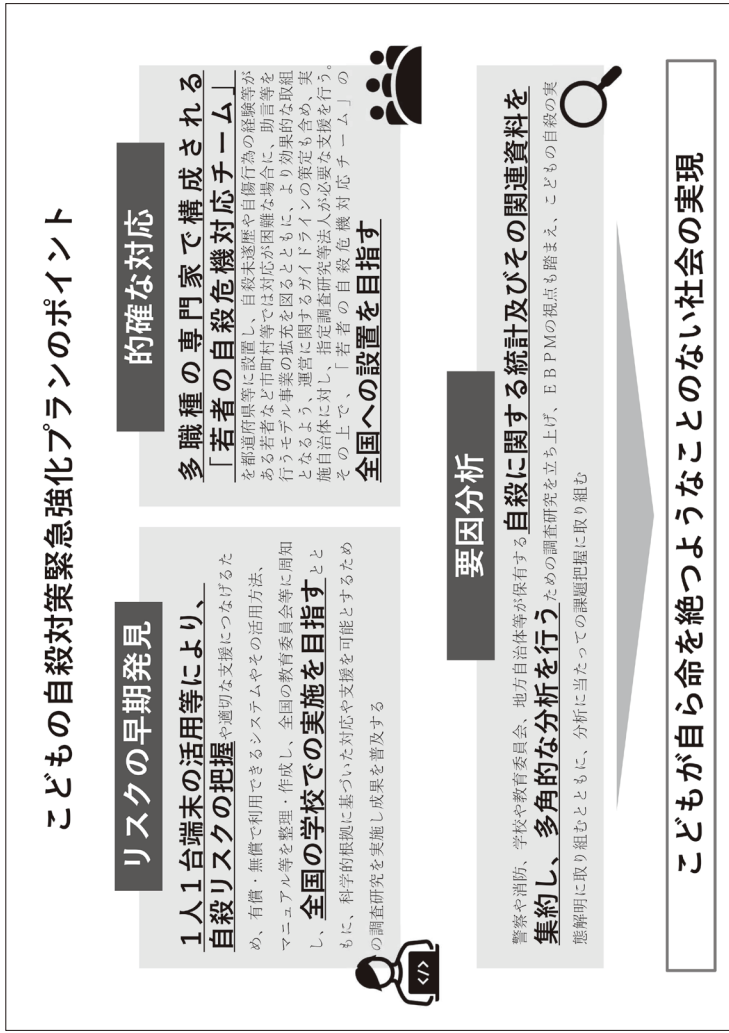 こどもの自殺対策緊急強化プランのポイント
リスクの早期発見
1人1台端末の活用等により、
自殺リスクの把握や適切な支援につなげるた
め、有償・無償で利用できるシステムやその活用方法、
マニュアル等を整理・作成し、全国の教育委員会等に周知
し、全国の学校での実施を目指すとと
もに、科学的根拠に基づいた対応や支援を可能とするため
の調査研究を実施し成果を普及する
</>
的確な対応
多職種の専門家で構成される
「若者の自殺危機対応チーム」
を都道府県等に設置し、自殺未遂歴や自傷行為の経験等が
ある若者など市町村等では対応が困難な場合に、助言等を
行うモデル事業の拡充を図るとともに、より効果的な取組
となるよう、運営に関するガイドラインの策定も含め、実
施自治体に対し、指定調査研究等法人が必要な支援を行う。
その上で、「若者の自殺危機対応チーム」の
全国への設置を目指す
要因分析
警察や消防、学校や教育委員会、地方自治体等が保有する自殺に関する統計及びその関連資料を
集約し、多角的な分析を行うための調査研究を立ち上げ、EBPMの視点も踏まえ、こどもの自殺の実
態解明に取り組むとともに、分析に当たっての課題把握に取り組む
こどもが自ら命を絶つようなことのない社会の実現